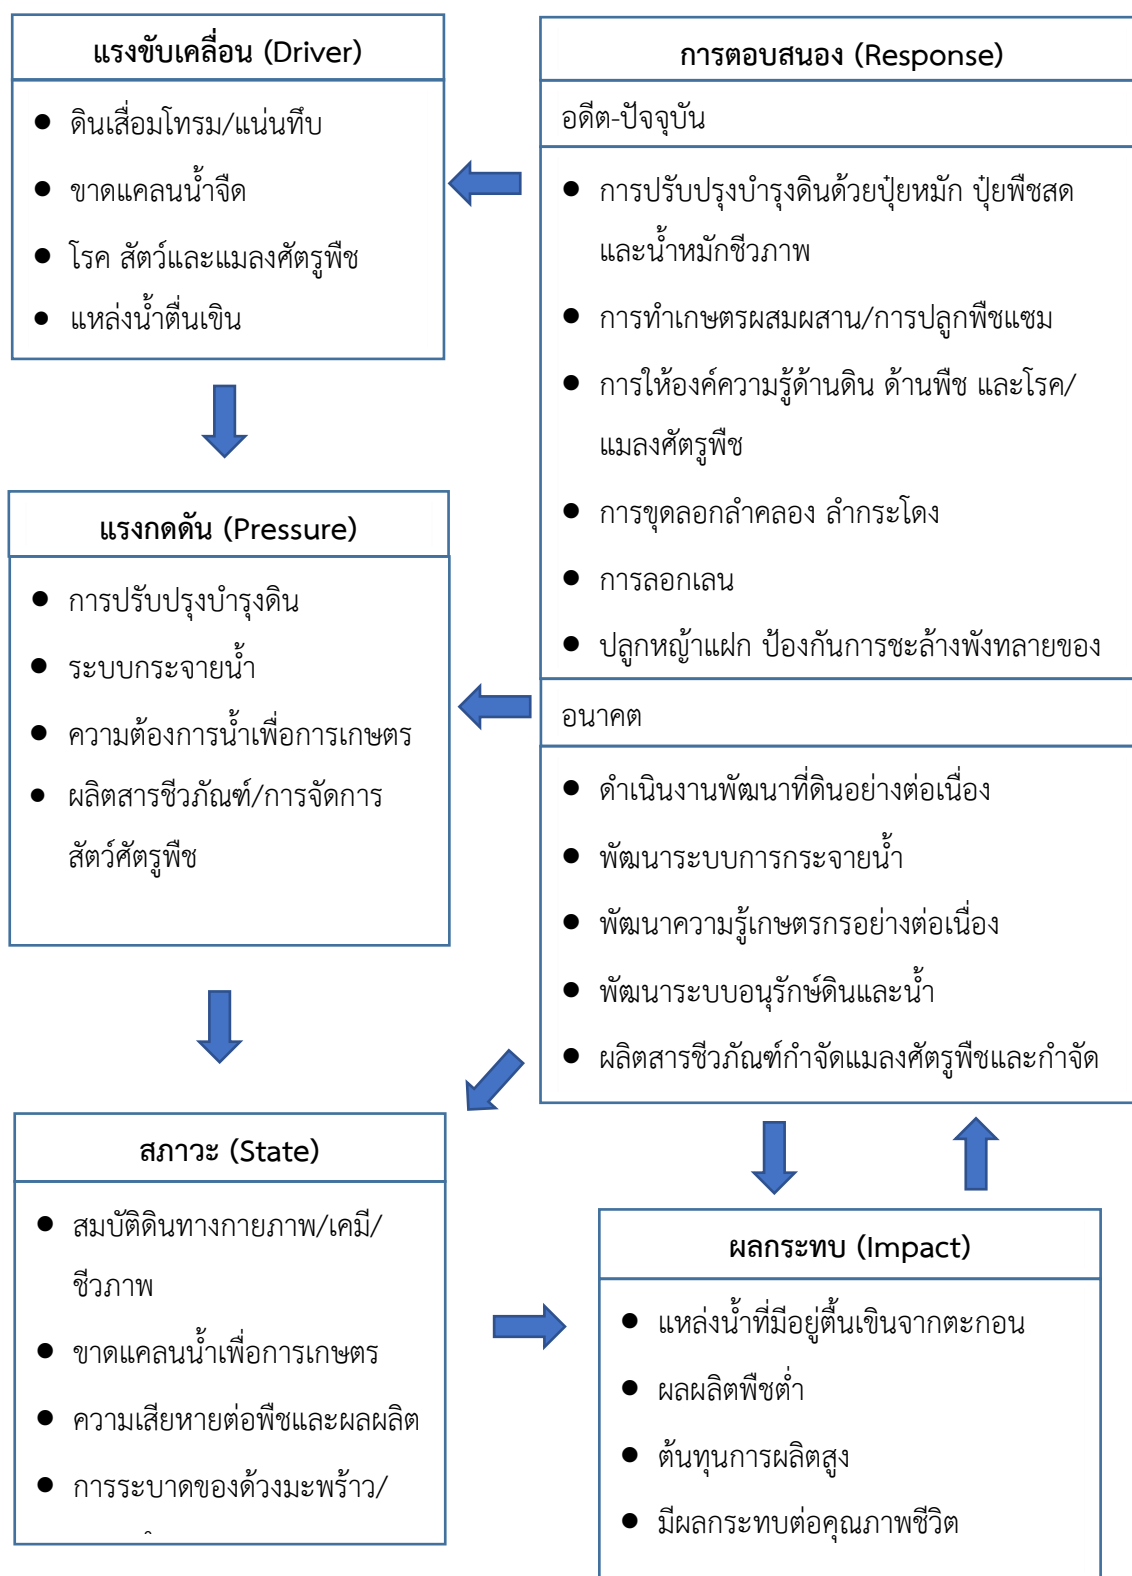 แรงขับเคลื่อน (Driver)
ดินเสื่อมโทรม/แน่นทึบ
ขาดแคลนน้ำจืด
โรค สัตว์และแมลงศัตรูพืช
แหล่งน้ำตื่นเขิน
การตอบสนอง (Response)
อดีต-ปัจจุบัน
การปรับปรุงบำรุงดินด้วยปุ๋ยหมัก ปุ๋ยพืชสด
และน้ำหมักชีวภาพ
การทำเกษตรผสมผสาน/การปลูกพืชแซม
การให้องค์ความรู้ด้านดิน ด้านพืช และโรค/
แมลงศัตรูพืช
การขุดลอกลำคลอง ลำกระโดง
การลอกเลน
ปลูกหญ้าแฝก ป้องกันการชะล้างพังทลายของ
อนาคต
ดำเนินงานพัฒนาที่ดินอย่างต่อเนื่อง
พัฒนาระบบการกระจายน้ำ
พัฒนาความรู้เกษตรกรอย่างต่อเนื่อง
พัฒนาระบบอนุรักษ์ดินและน้ำ
ผลิตสารชีวภัณฑ์กำจัดแมลงศัตรูพืชและกำจัด
แรงกดดัน (Pressure)
การปรับปรุงบำรุงดิน
ระบบกระจายน้ำ
ความต้องการน้ำเพื่อการเกษตร
ผลิตสารชีวภัณฑ์/การจัดการ
สัตว์ศัตรูพืช
สภาวะ (State)
สมบัติดินทางกายภาพ/เคมี/
ชีวภาพ
ขาดแคลนน้ำเพื่อการเกษตร
ความเสียหายต่อพืชและผลผลิต
การระบาดของด้วงมะพร้าว/
ผลกระทบ (Impact)
แหล่งน้ำที่มีอยู่ตื้นเขินจากตะกอน
ผลผลิตพืชต่ำ
ต้นทุนการผลิตสูง
มีผลกระทบต่อคุณภาพชีวิต